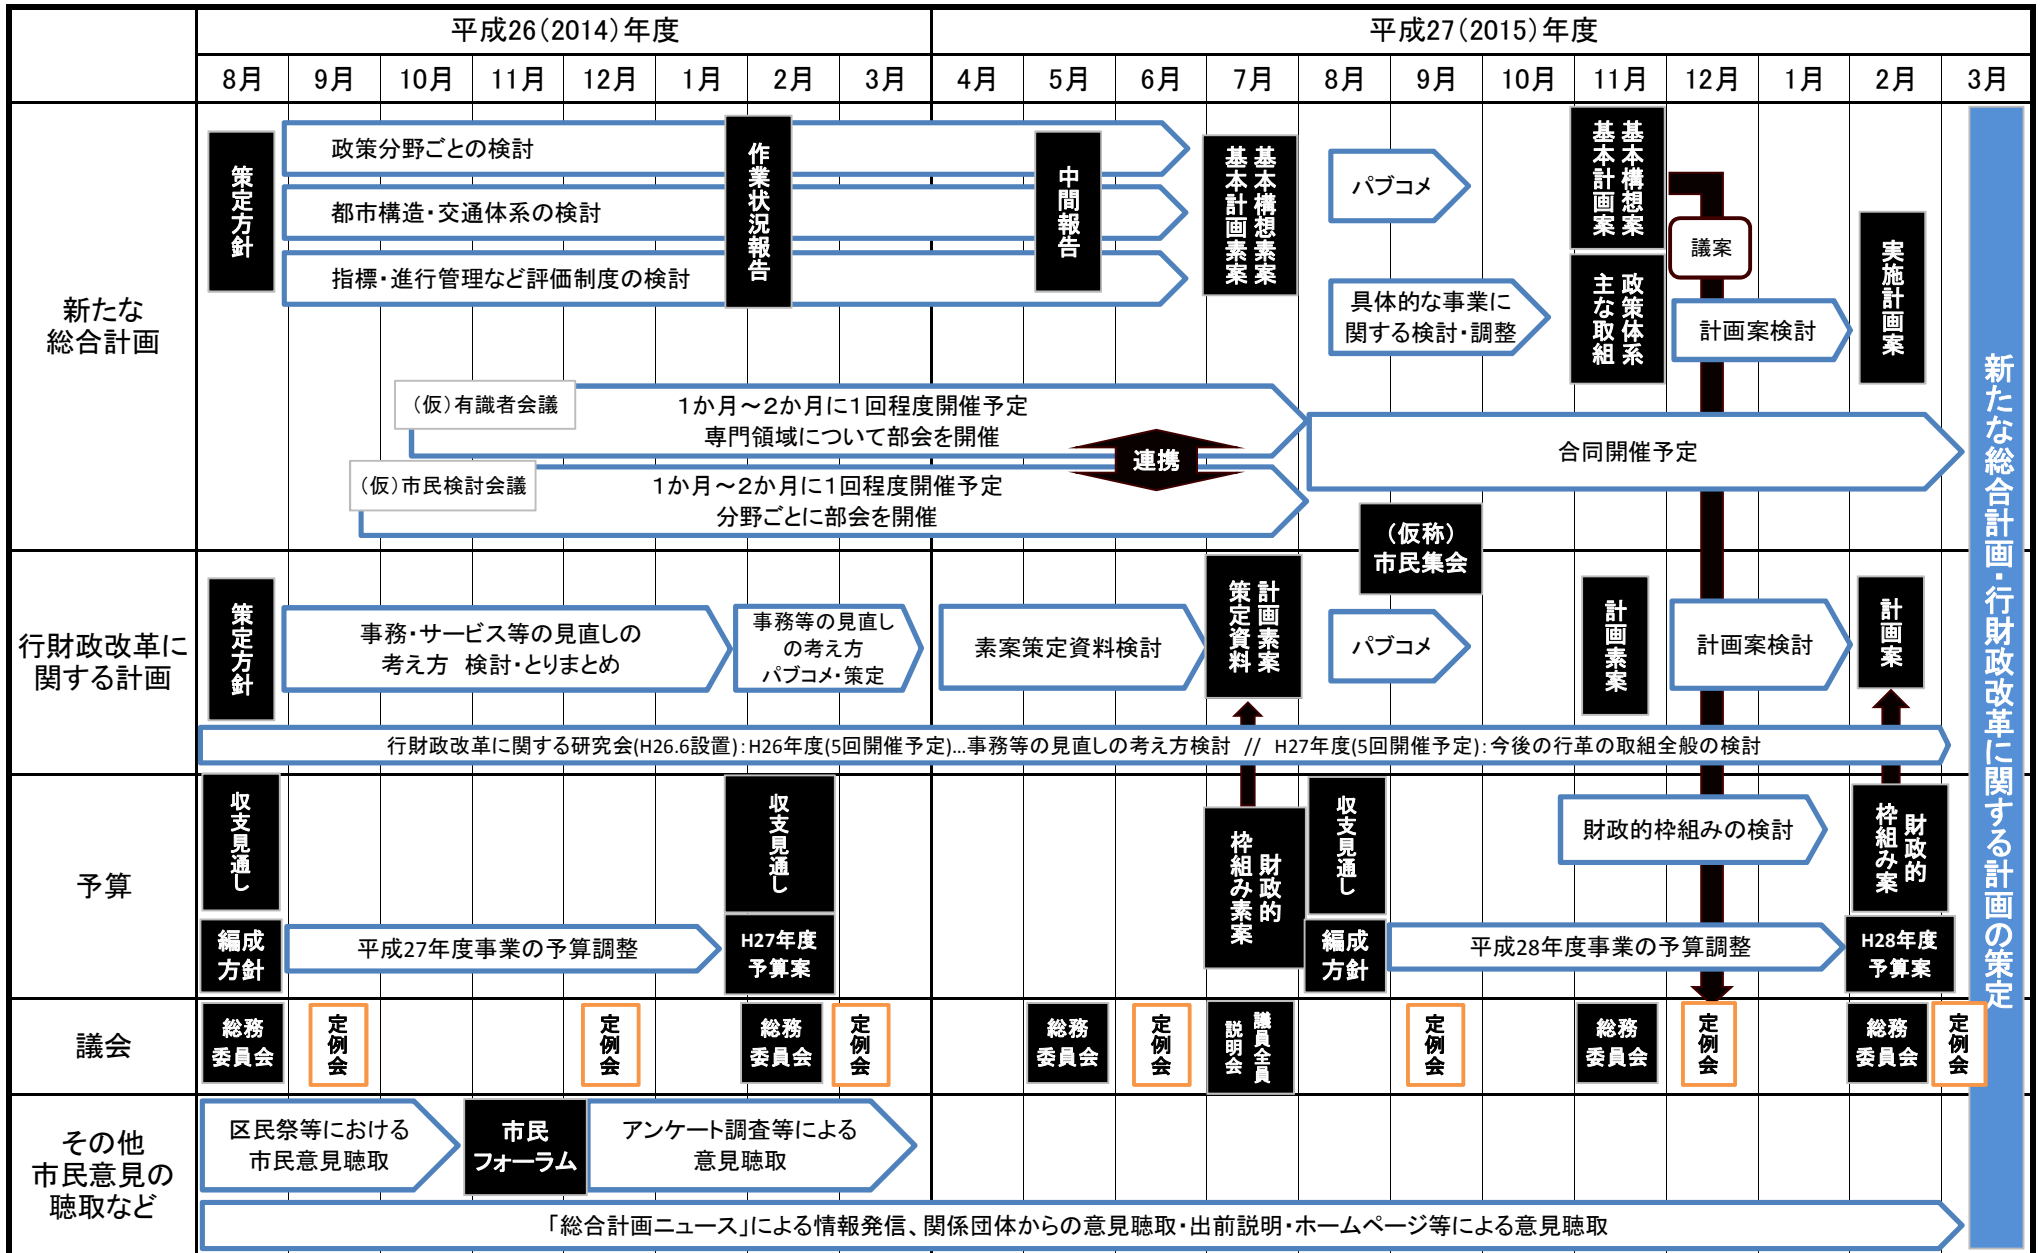 平成26(2014)年度
平成27(2015)年度
8月
9月
10月
11月
12月
1月
2月
3月
4月
5月
6月
7月
8月
9月
10月
11月
12月
1月
2月
3月
新たな
総合計画
策定方針
政策分野ごとの検討
都市構造・交通体系の検討
指標・進行管理など評価制度の検討
作業状況報告
中間報告
基本構想素案
基本計画素案
パブコメ
具体的な事業に
関する検討・調整
基本構想案
基本計画案
政策体系
主な取組
議案
計画案検討
実施計画案
(仮)有識者会議
1か月～2か月に1回程度開催予定
専門領域について部会を開催
連携
(仮)市民検討会議
1か月～2か月に1回程度開催予定
分野ごとに部会を開催
合同開催予定
(仮称)
市民集会
新たな総合計画・行財政改革に関する計画の策定
行財政改革に
関する計画
策定方針
事務・サービス等の見直しの
考え方 検討・とりまとめ
事務等の見直し
の考え方
パブコメ・策定
素案策定資料検討
計画素案
策定資料
パブコメ
計画素案
計画案検討
計画案
行財政改革に関する研究会(H26.6設置):H26年度(5回開催予定)…事務等の見直しの考え方検討 // H27年度(5回開催予定):今後の行革の取組全般の検討
予算
収支見通し
編成
方針
平成27年度事業の予算調整
収支見通し
H27年度
予算案
財政的
枠組み素案
収支見通し
編成
方針
財政的枠組みの検討
平成28年度事業の予算調整
財政的
枠組み案
H28年度
予算案
議会
総務
委員会
定例会
定例会
総務
委員会
定例会
総務
委員会
定例会
議員全員
説明会
定例会
総務
委員会
定例会
総務
委員会
定例会
その他
市民意見の
聴取など
区民祭等における
市民意見聴取
市民
フォーラム
アンケート調査等による
意見聴取
「総合計画ニュース」による情報発信、関係団体からの意見聴取・出前説明・ホームページ等による意見聴取